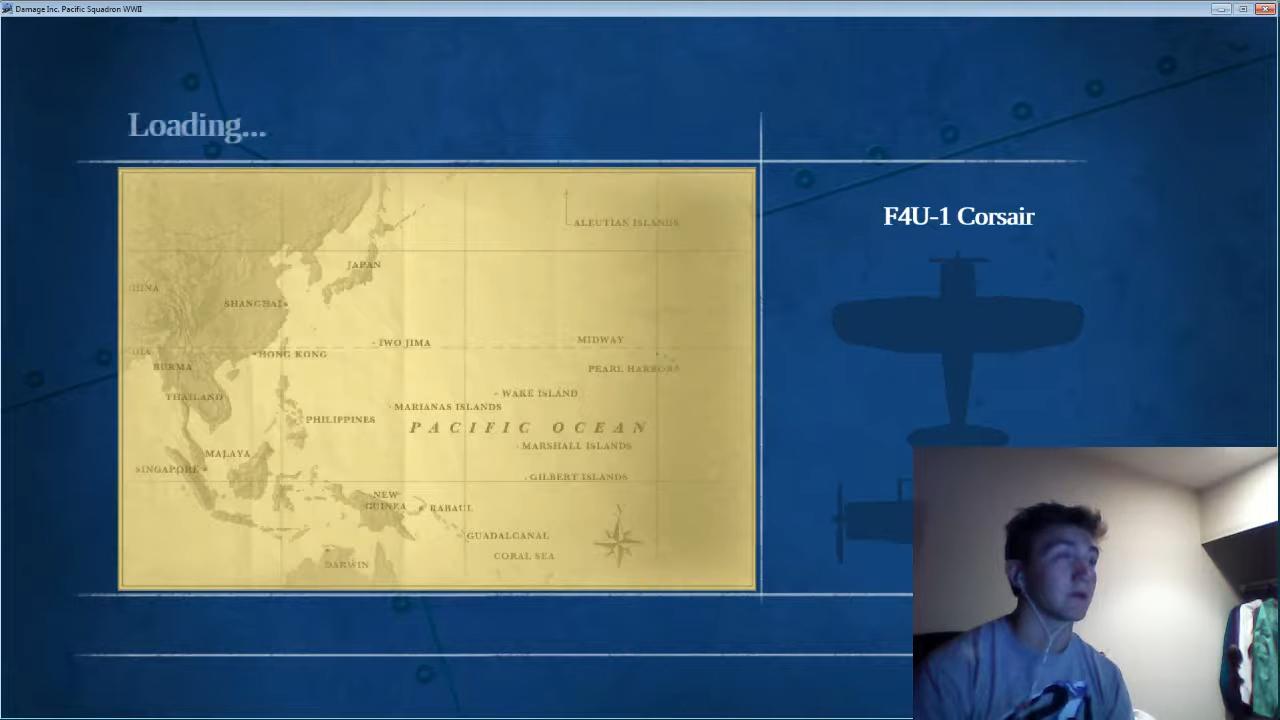 Damage Inc. Pacific Squadron WWII
Loading...
F4U-1 Corsair
ALEUTIAN ISLANDS
JAPAN
SHANGHAI
IWO JIMA
MIDWAY
HONG KONG
BURMA
PEARL HARBOR
THAILAND
WAKE ISLAND
MARIANAS ISLANDS
PHILIPPINES
PACIFIC OCEAN
MARSHALL ISLANDS
MALAYA
SINGAPORE
GILBERT ISLANDS
NEW
GUINEA
RABAUL
N
GUADALCANAL
CORAL SEA
DARWIN